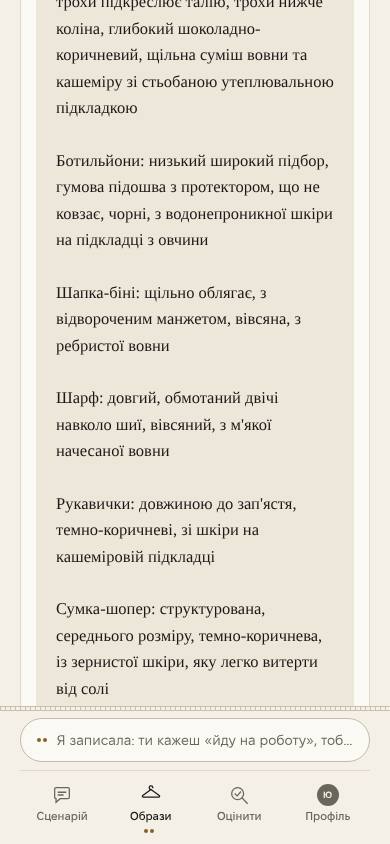 трохи підкреслює талію, трохи нижче
коліна, глибокий шоколадно-
коричневий, щільна суміш вовни та
кашеміру зі стьобаною утеплювальною
підкладкою
Ботильйони: низький широкий підбор,
гумова підошва з протектором, що не
ковзає, чорні, з водонепроникної шкіри
на підкладці з овчини
Шапка-біні: щільно облягає, з
відвороченим манжетом, вівсяна, з
ребристої вовни
Шарф: довгий, обмотаний двічі
навколо шиї, вівсяний, з м'якої
начесаної вовни
Рукавички: довжиною до зап'ястя,
темно-коричневі, зі шкіри на
кашеміровій підкладці
Сумка-шопер: структурована,
середнього розміру, темно-коричнева,
із зернистої шкіри, яку легко витерти
від солі
Я записала: ти кажеш «йду на роботу», тоб...
Сценарій
Образи
Оцінити
Ю
Профіль